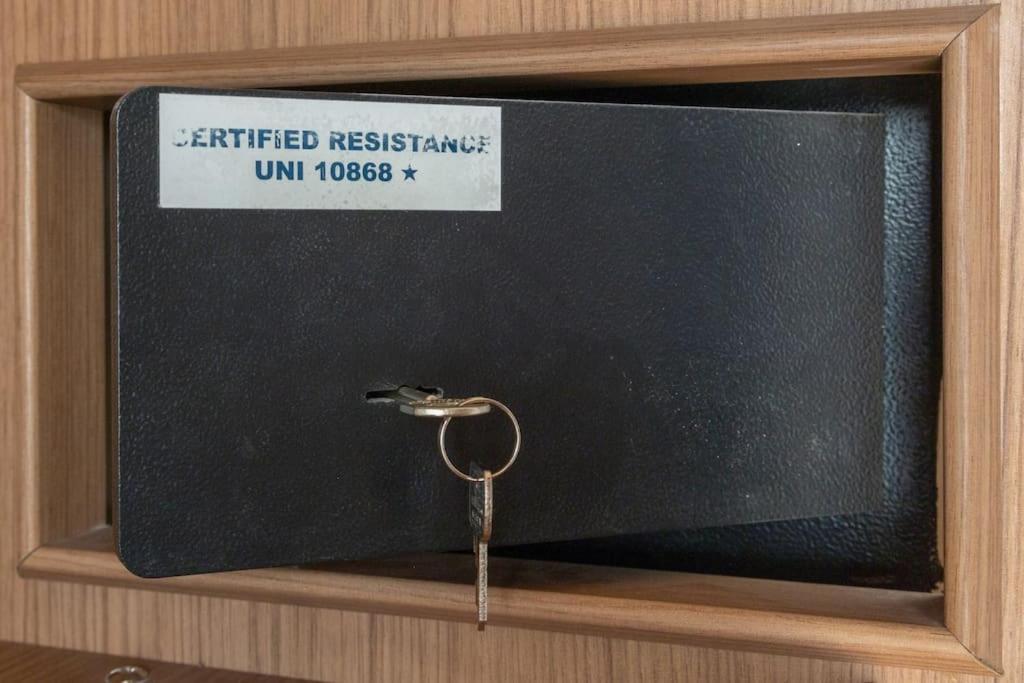 CERTIFIED RESISTANCE
UNI 10868 ★